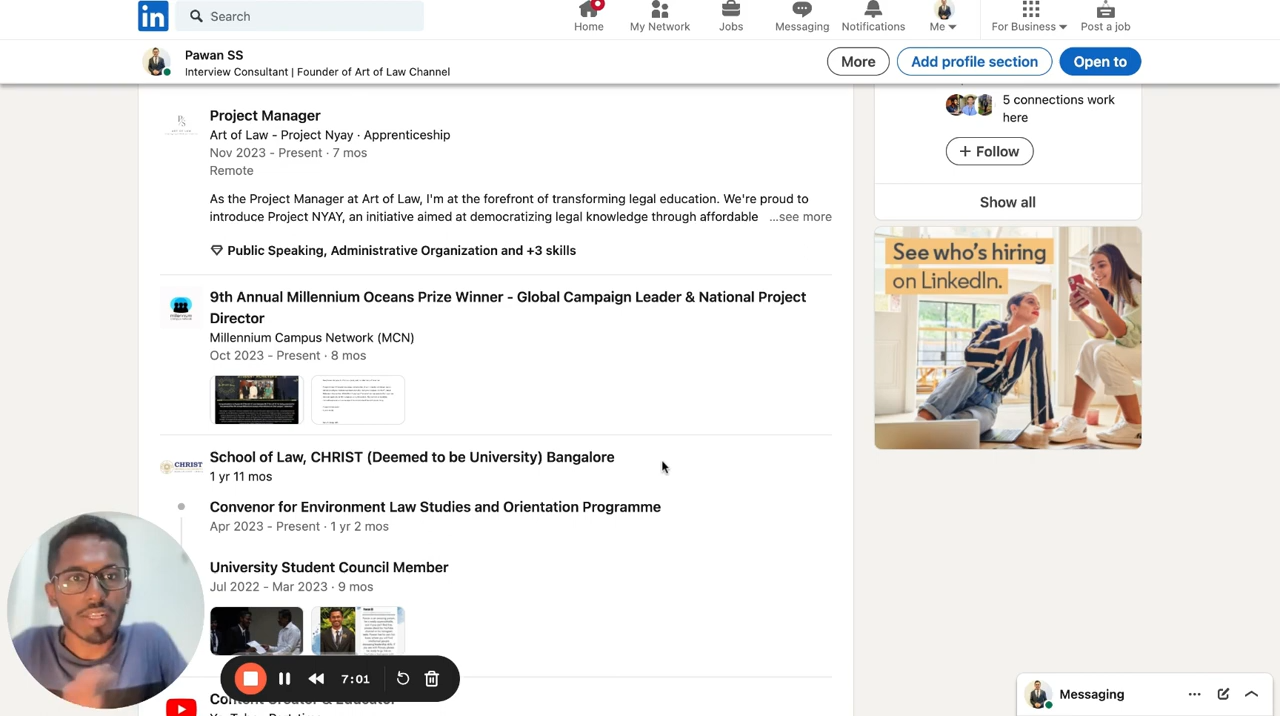 in
Search
Home
My Network
Jobs
Messaging
Notifications
Me
For Business
Post a job
Pawan SS
Interview Consultant | Founder of Art of Law Channel
More
Add profile section
Open to
Project Manager
Art of Law - Project Nyay · Apprenticeship
Nov 2023 - Present · 7 mos
Remote
As the Project Manager at Art of Law, I'm at the forefront of transforming legal education. We're proud to
introduce Project NYAY, an initiative aimed at democratizing legal knowledge through affordable ...see more
Public Speaking, Administrative Organization and +3 skills
9th Annual Millennium Oceans Prize Winner - Global Campaign Leader & National Project
Director
Millennium Campus Network (MCN)
Oct 2023 - Present · 8 mos
CHRIST
School of Law, CHRIST (Deemed to be University) Bangalore
1 yr 11 mos
Convenor for Environment Law Studies and Orientation Programme
Apr 2023 - Present · 1 yr 2 mos
University Student Council Member
Jul 2022 - Mar 2023 · 9 mos
7:01
Content Creator & Educator
5 connections work
here
+ Follow
Show all
See who's hiring
on LinkedIn.
Messaging